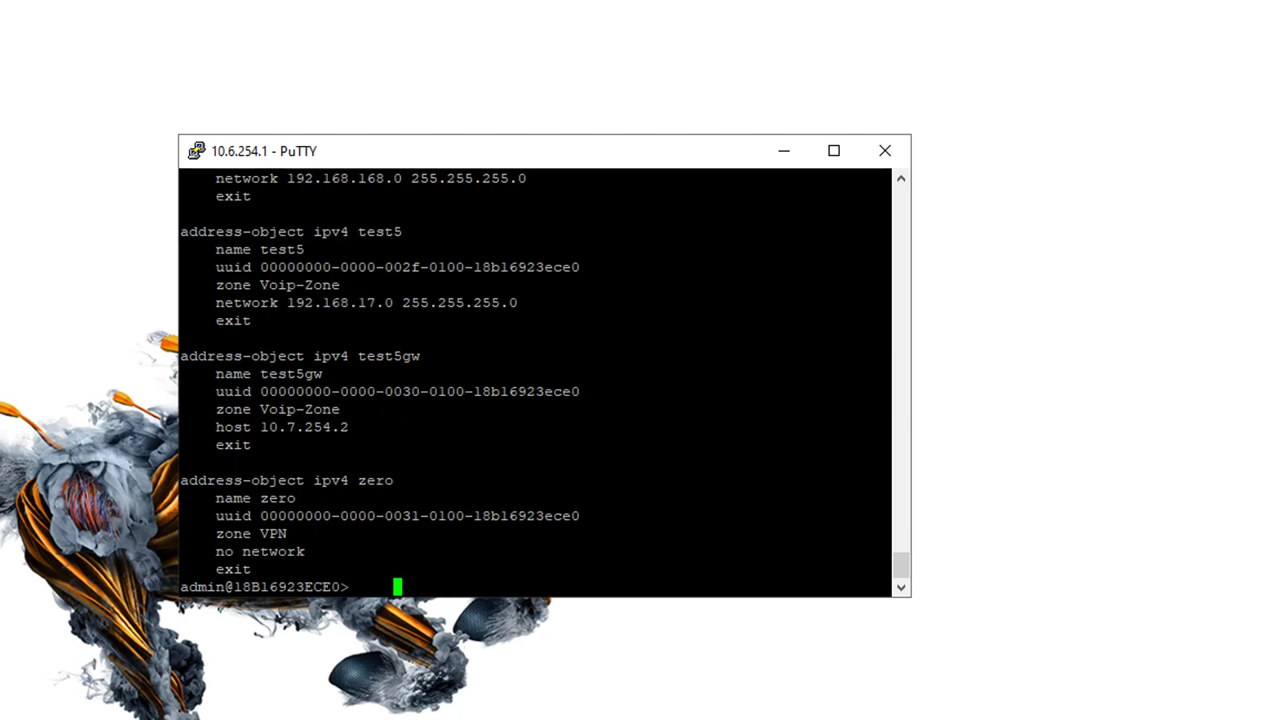 10.6.254.1 - PuTTY
network 192.168.168.0 255.255.255.0
exit
address-object ipv4 test5
name test5
uuid 00000000-0000-002f-0100-18b16923ece0
zone Voip-Zone
network 192.168.17.0 255.255.255.0
exit
address-object ipv4 test5gw
name test5gw
uuid 00000000-0000-0030-0100-18b16923ece0
zone Voip-Zone
host 10.7.254.2
exit
address-object ipv4 zero
name zero
uuid 00000000-0000-0031-0100-18b16923ece0
zone VPN
no network
exit
admin@18B16923ECE0>